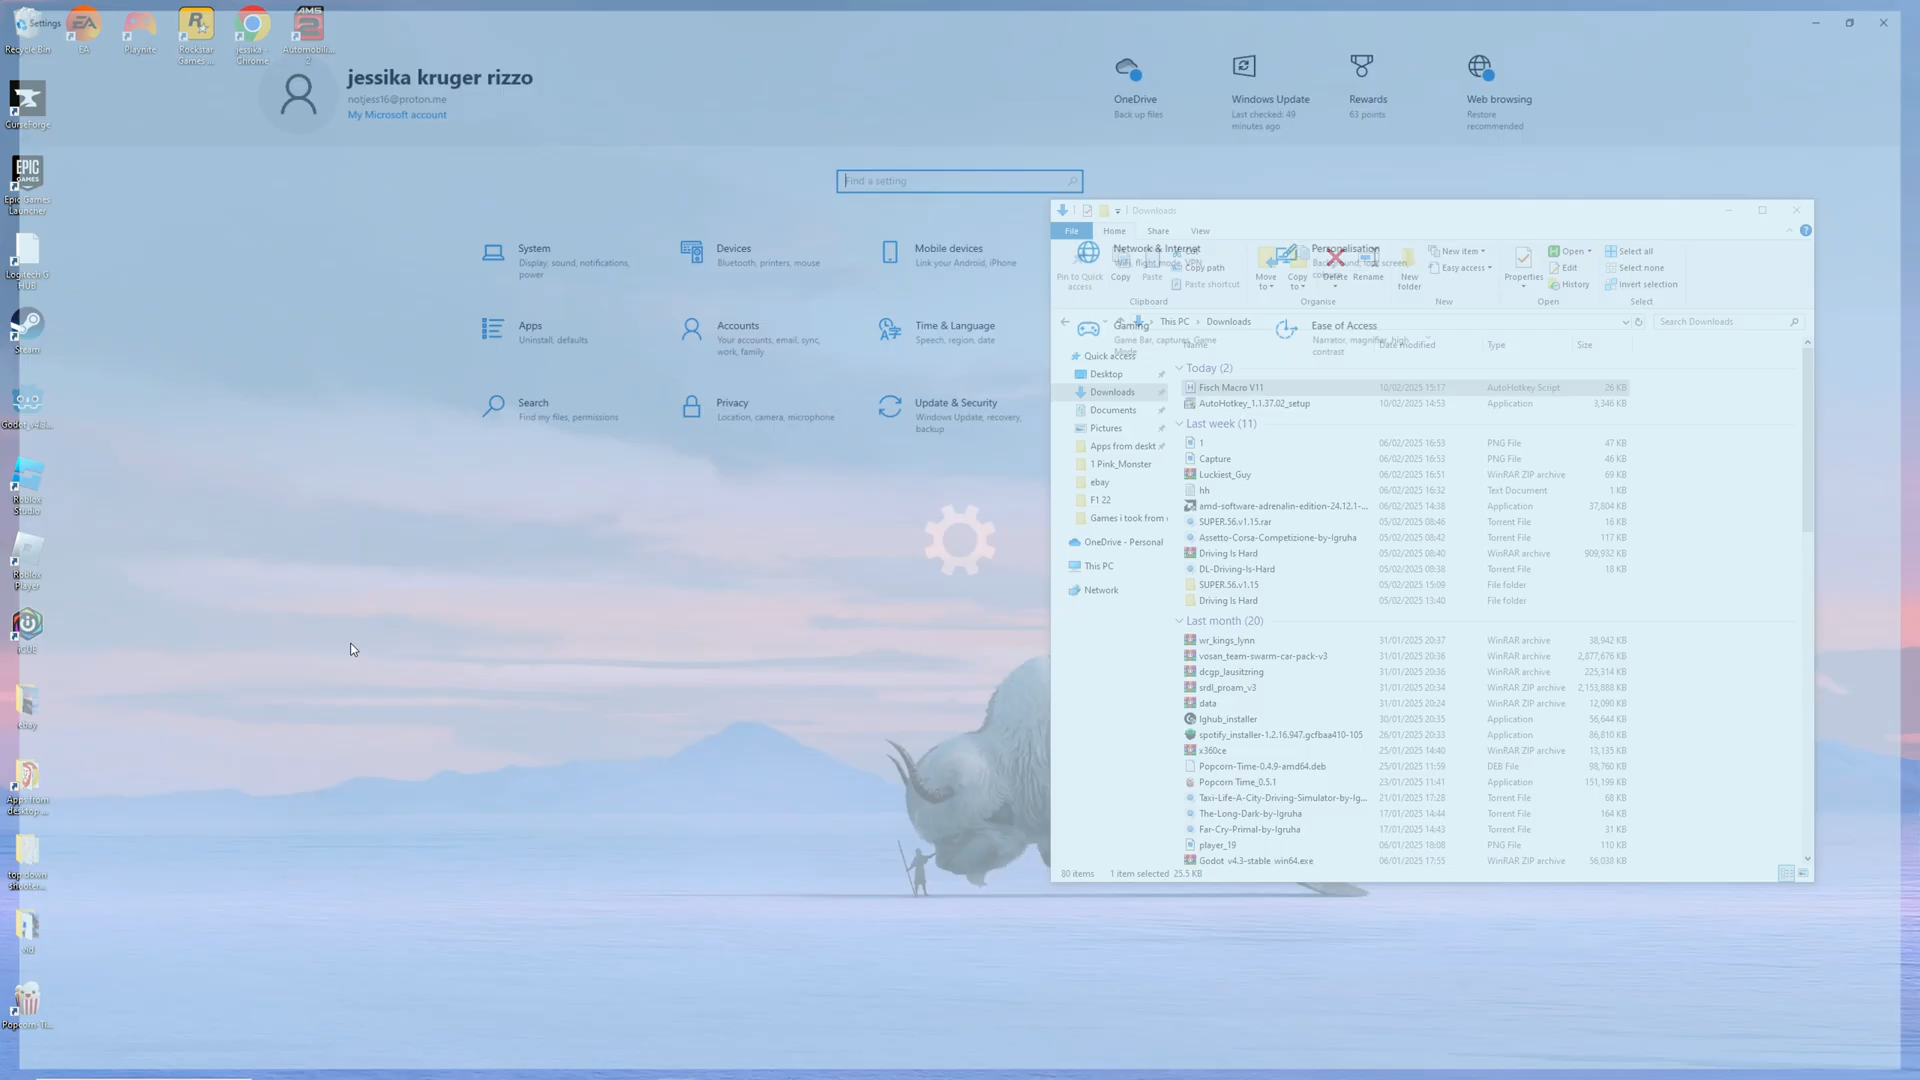 Settings
Recycle Bin
EA
Playnite
Rockstar
Games ...
jessika -
Chrome
Automobili...
2
CurseForge
Epic Games
Launcher
Logitech G
HUB
Steam
Godot_v4.3...
Roblox
Studio
Roblox
Player
iCUE
ebay
Apps from
desktop ...
top down
shooter...
vid
Popcorn-Ti...
jessika kruger rizzo
notjess16@proton.me
My Microsoft account
OneDrive
Back up files
Windows Update
Last checked: 49
minutes ago
Rewards
63 points
Web browsing
Restore
recommended
Find a setting
System
Display, sound, notifications,
power
Devices
Bluetooth, printers, mouse
Mobile devices
Link your Android, iPhone
Network & Internet
WiFi, flight mode, VPN
Personalisation
Background, lock screen,
colours
Apps
Uninstall, defaults
Accounts
Your accounts, email, sync,
work, family
Time & Language
Speech, region, date
Gaming
Game Bar, captures, Game
Mode
Ease of Access
Narrator, magnifier, high
contrast
Search
Find my files, permissions
Privacy
Location, camera, microphone
Update & Security
Windows Update, recovery,
backup
Downloads
File Home Share View
Pin to Quick
access
Copy
Paste
Cut
Copy path
Paste shortcut
Clipboard
Move
to
Copy
to
Delete
Rename
Organise
New
folder
New item
Easy access
New
Properties
Open
Edit
History
Open
Select all
Select none
Invert selection
Select
This PC > Downloads
Search Downloads
Name Date modified Type Size
Quick access
Desktop
Downloads
Documents
Pictures
Apps from deskt
1 Pink_Monster
ebay
F1 22
Games i took from
OneDrive - Personal
This PC
Network
Today (2)
Fisch Macro V11 10/02/2025 15:17 AutoHotkey Script 26 KB
AutoHotkey_1.1.37.02_setup 10/02/2025 14:53 Application 3,346 KB
Last week (11)
1 06/02/2025 16:53 PNG File 47 KB
Capture 06/02/2025 16:53 PNG File 46 KB
Luckiest_Guy 06/02/2025 16:51 WinRAR ZIP archive 69 KB
hh 06/02/2025 16:32 Text Document 1 KB
amd-software-adrenalin-edition-24.12.1-... 06/02/2025 14:38 Application 37,804 KB
SUPER.56.v1.15.rar 05/02/2025 08:46 Torrent File 16 KB
Assetto-Corsa-Competizione-by-Igruha 05/02/2025 08:42 Torrent File 117 KB
Driving Is Hard 05/02/2025 08:40 WinRAR archive 909,932 KB
DL-Driving-Is-Hard 05/02/2025 08:38 Torrent File 18 KB
SUPER.56.v1.15 05/02/2025 15:09 File folder
Driving Is Hard 05/02/2025 13:40 File folder
Last month (20)
wr_kings_lynn 31/01/2025 20:37 WinRAR archive 38,942 KB
vosan_team-swarm-car-pack-v3 31/01/2025 20:36 WinRAR archive 2,877,676 KB
dcgp_lausitzring 31/01/2025 20:36 WinRAR archive 225,314 KB
srdl_proam_v3 31/01/2025 20:34 WinRAR ZIP archive 2,153,888 KB
data 31/01/2025 20:24 WinRAR ZIP archive 12,090 KB
lghub_installer 30/01/2025 20:35 Application 56,644 KB
spotify_installer-1.2.16.947.gcfbaa410-105 26/01/2025 20:33 Application 86,810 KB
x360ce 25/01/2025 14:40 WinRAR ZIP archive 13,135 KB
Popcorn-Time-0.4.9-amd64.deb 25/01/2025 11:59 DEB File 98,760 KB
Popcorn Time_0.5.1 23/01/2025 11:41 Application 151,199 KB
Taxi-Life-A-City-Driving-Simulator-by-Ig... 21/01/2025 17:28 Torrent File 68 KB
The-Long-Dark-by-Igruha 17/01/2025 14:44 Torrent File 164 KB
Far-Cry-Primal-by-Igruha 17/01/2025 14:43 Torrent File 31 KB
player_19 06/01/2025 18:08 PNG File 110 KB
Godot_v4.3-stable_win64.exe 06/01/2025 17:55 WinRAR ZIP archive 56,038 KB
80 items 1 item selected 25.5 KB